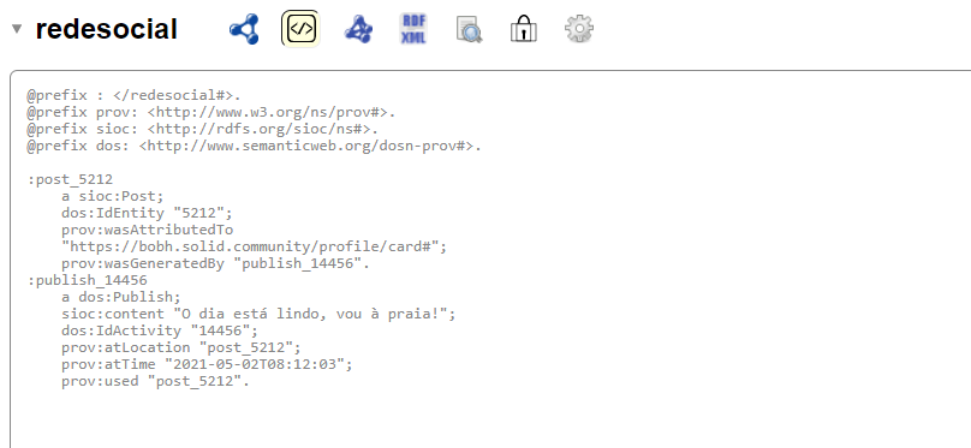 redesocial
</>
RDF
XML
@prefix : </redesocial#>.
@prefix prov: <http://www.w3.org/ns/prov#>.
@prefix sioc: <http://rdfs.org/sioc/ns#>.
@prefix dos: <http://www.semanticweb.org/dosn-prov#>.

:post_5212
    a sioc:Post;
    dos:IdEntity "5212";
    prov:wasAttributedTo
    "https://bobh.solid.community/profile/card#";
    prov:wasGeneratedBy "publish_14456".
:publish_14456
    a dos:Publish;
    sioc:content "O dia está lindo, vou à praia!";
    dos:IdActivity "14456";
    prov:atLocation "post_5212";
    prov:atTime "2021-05-02T08:12:03";
    prov:used "post_5212".